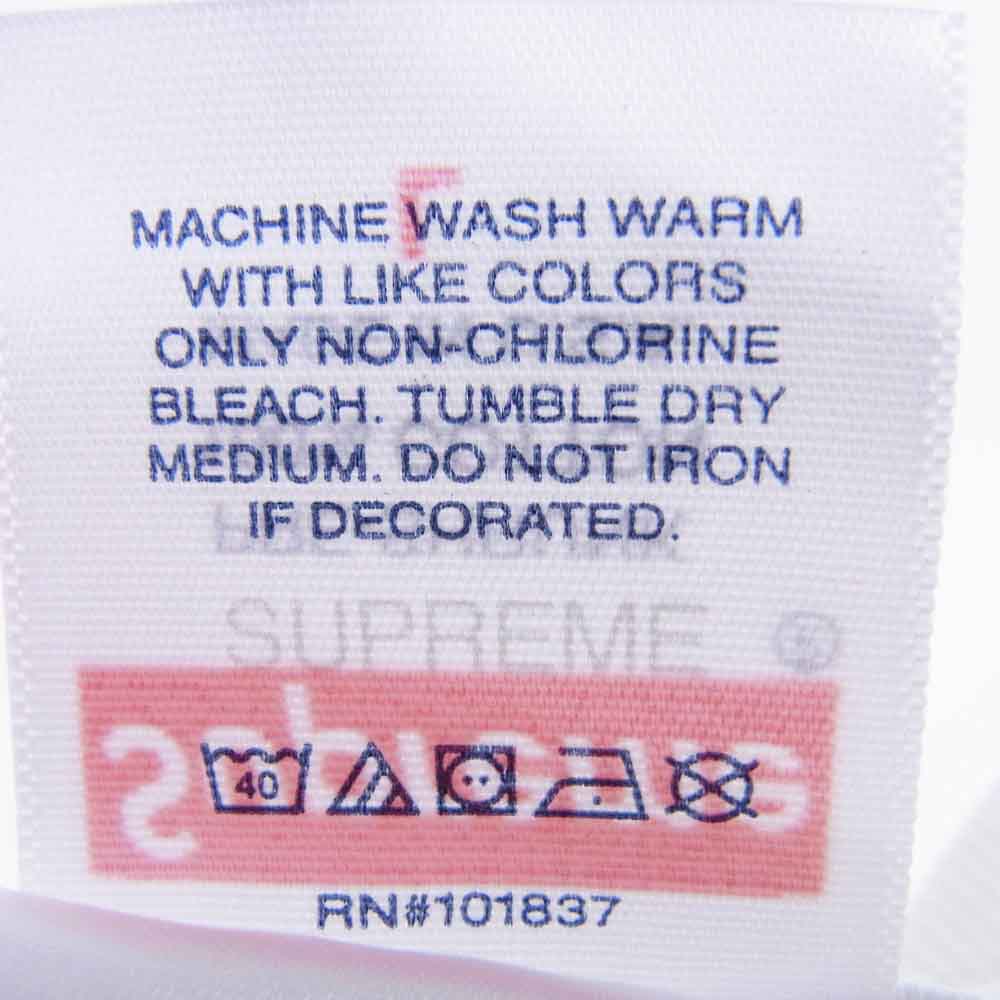 MACHINE WASH WARM
WITH LIKE COLORS
ONLY NON-CHLORINE
BLEACH. TUMBLE DRY
MEDIUM. DO NOT IRON
IF DECORATED.
SUPREME
Supreme
40
RN#101837